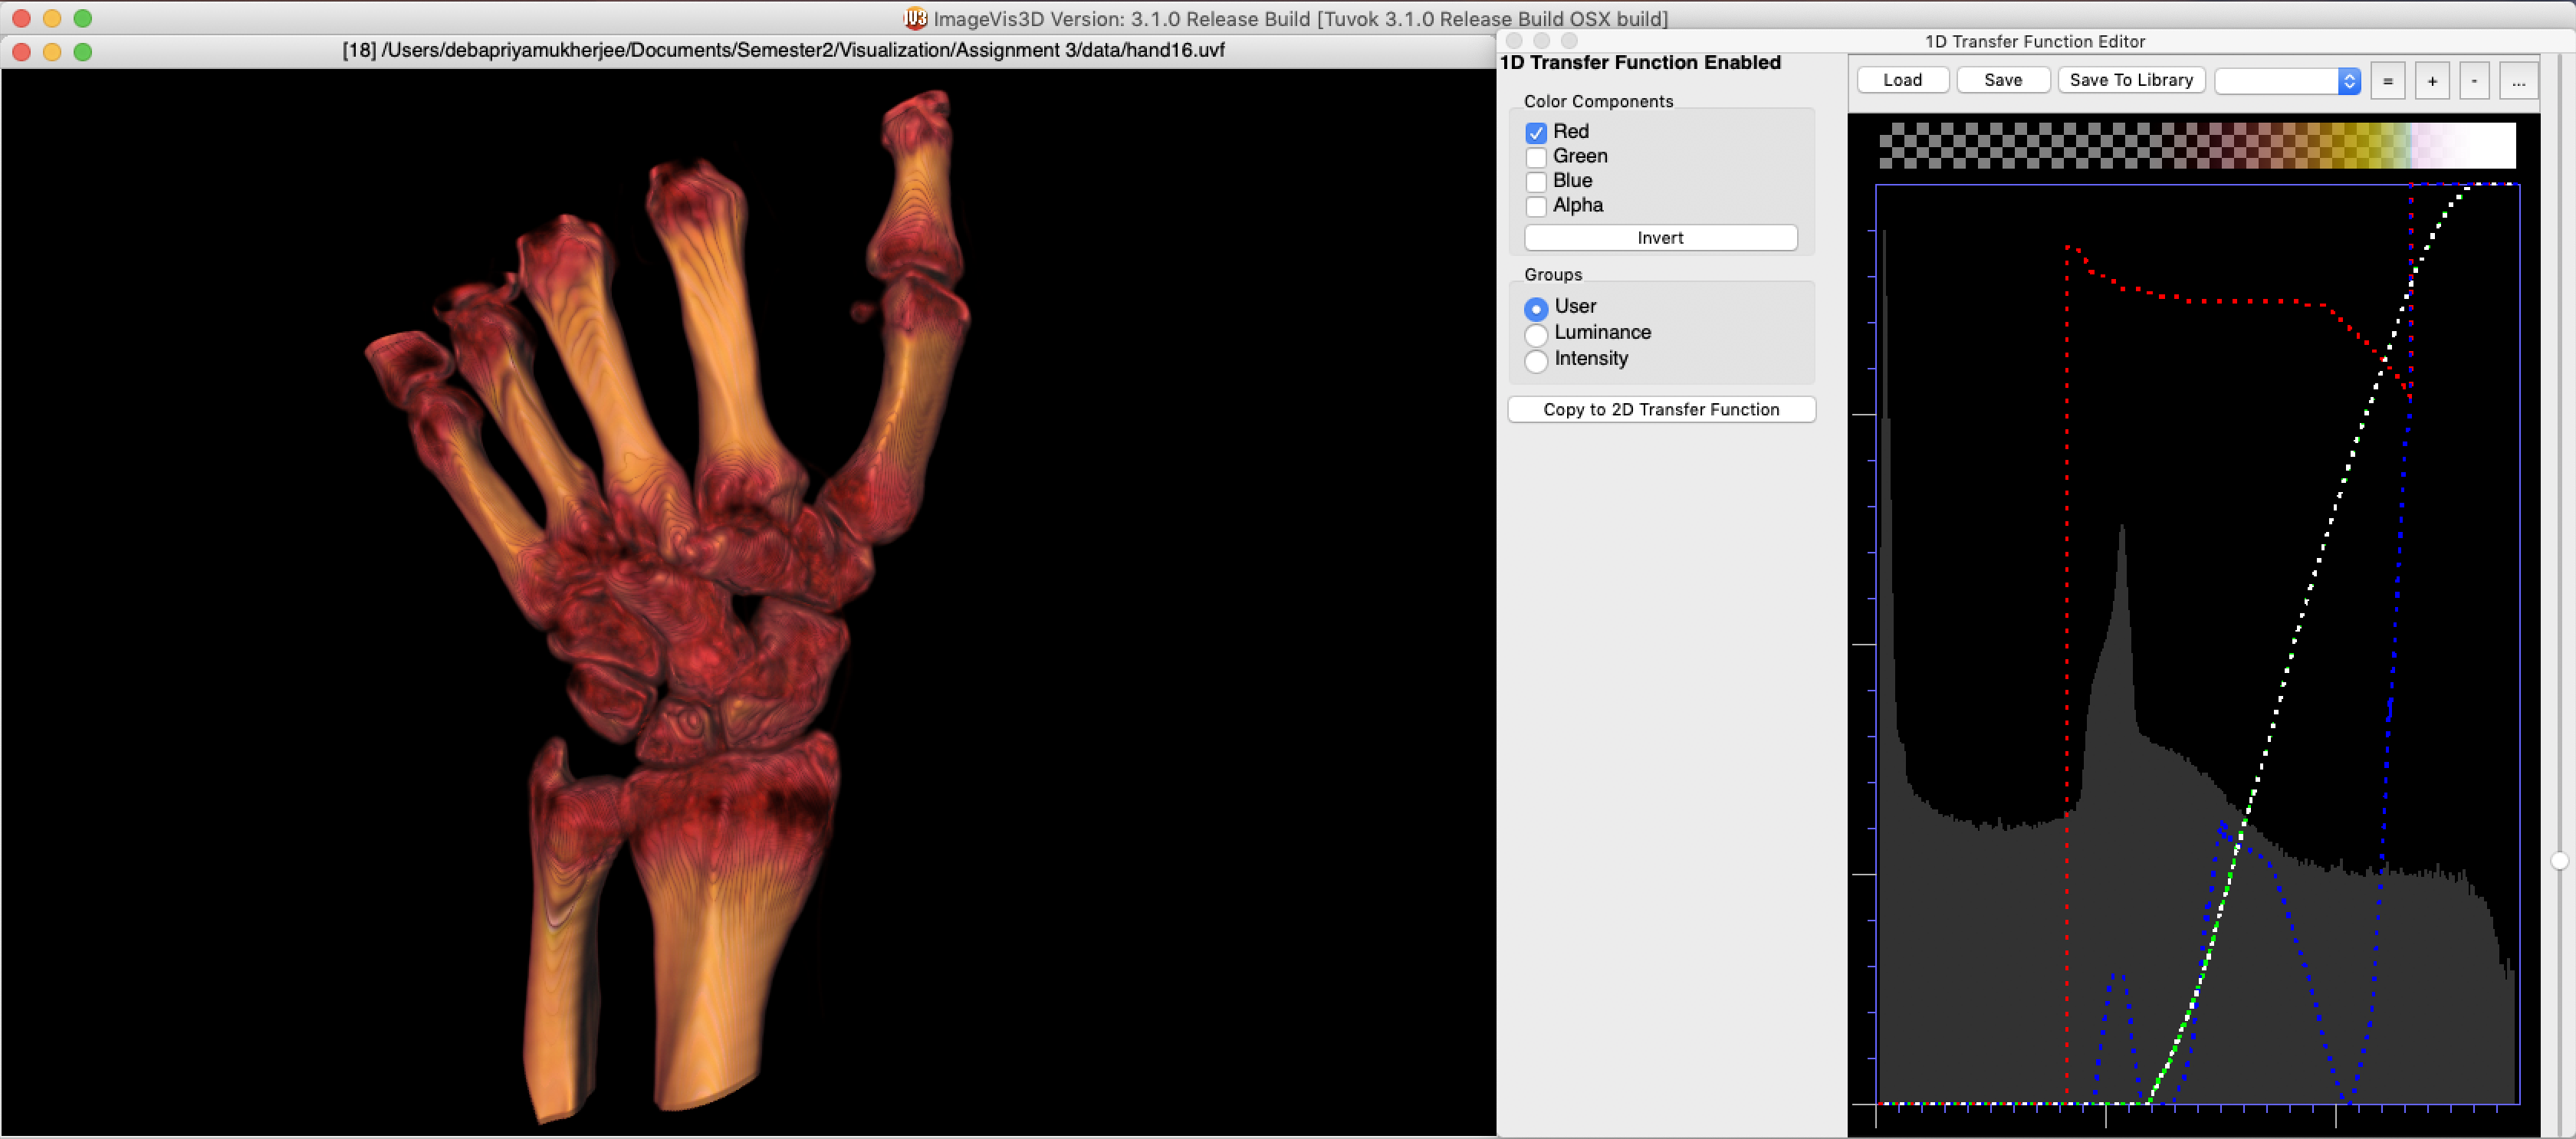 IV3 ImageVis3D Version: 3.1.0 Release Build [Tuvok 3.1.0 Release Build OSX build]
[18] /Users/debapriyamukherjee/Documents/Semester2/Visualization/Assignment 3/data/hand16.uvf
1D Transfer Function Editor
1D Transfer Function Enabled
Color Components
Red
Green
Blue
Alpha
Invert
Groups
User
Luminance
Intensity
Copy to 2D Transfer Function
Load Save Save To Library = + - ...